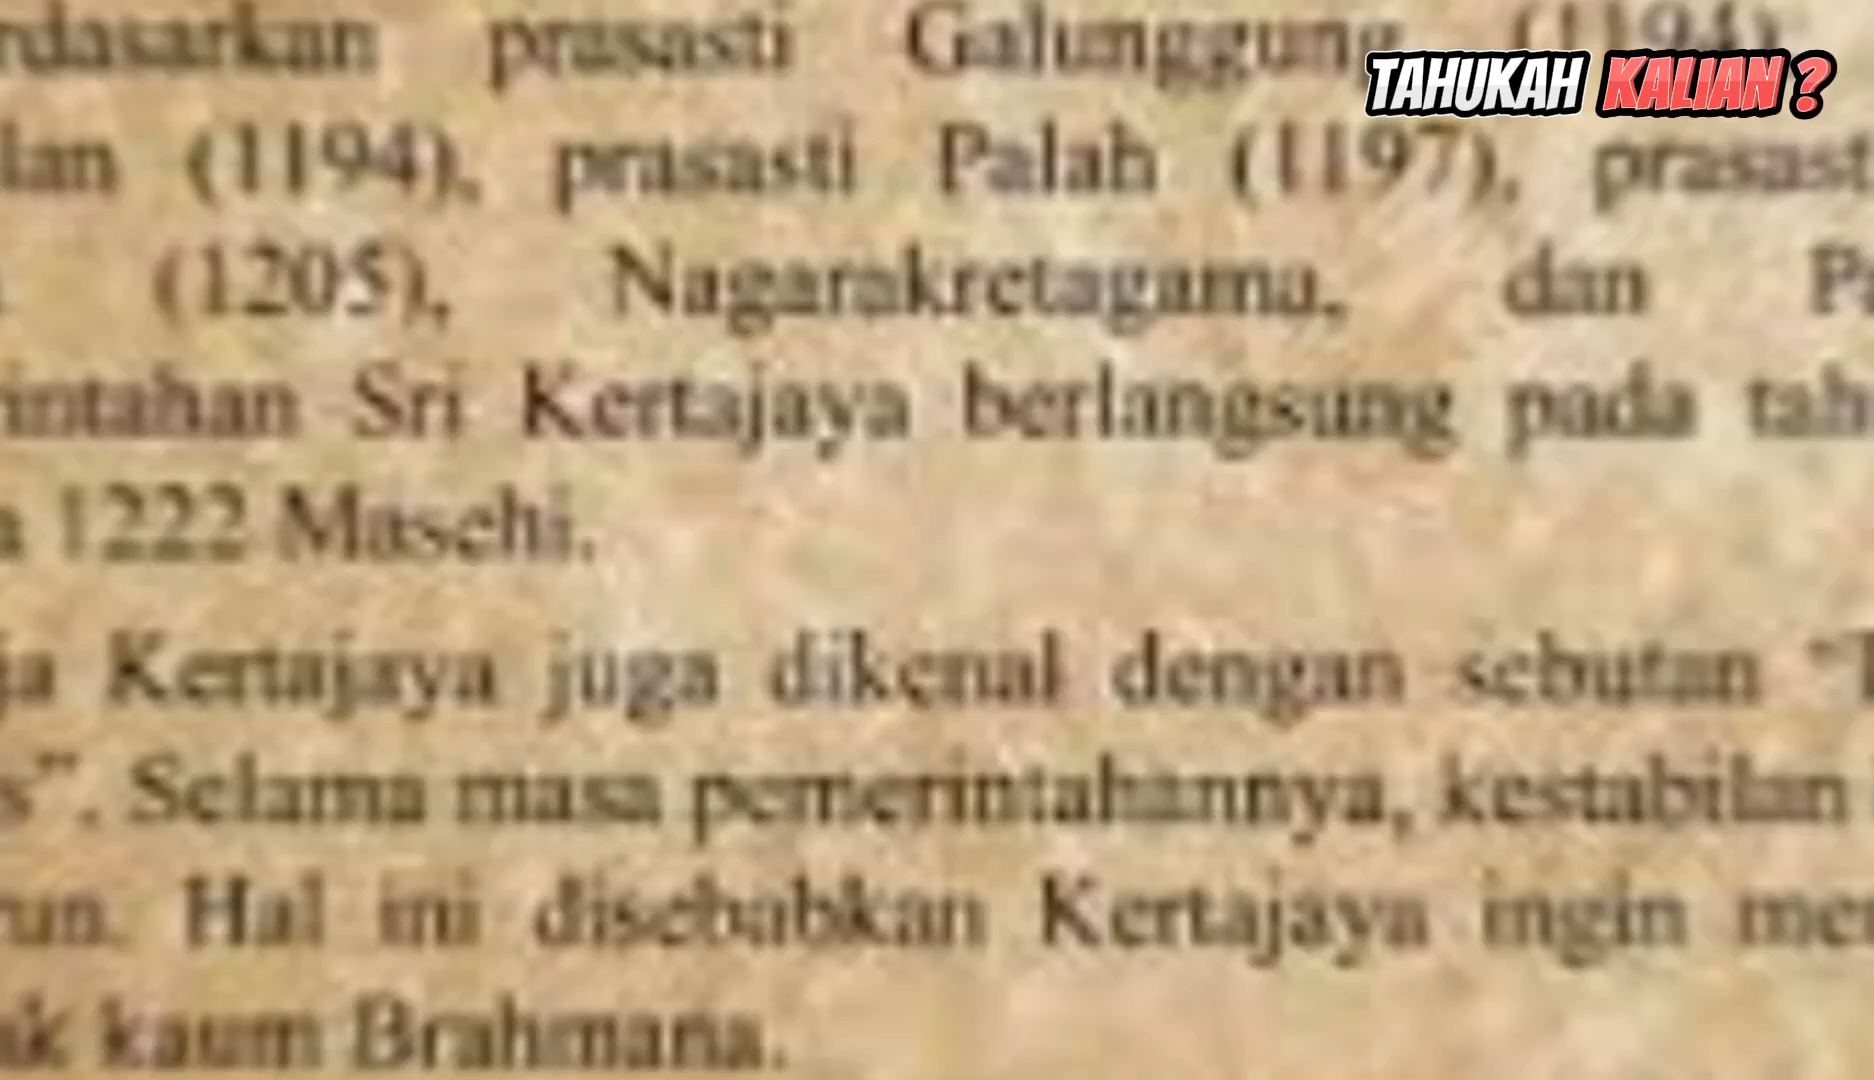 rdasarkan prasasti Galunggung (1194),
TAHUKAH KALIAN?
lan (1194), prasasti Palah (1197), prasast
(1205), Nagarakretagama, dan P
rintahan Sri Kertajaya berlangsung pada tah
a 1222 Masehi.
ja Kertajaya juga dikenal dengan sebutan "
s". Selama masa pemerintahannya, kestabilan
run. Hal ini disebabkan Kertajaya ingin me
ak kaum Brahmana.